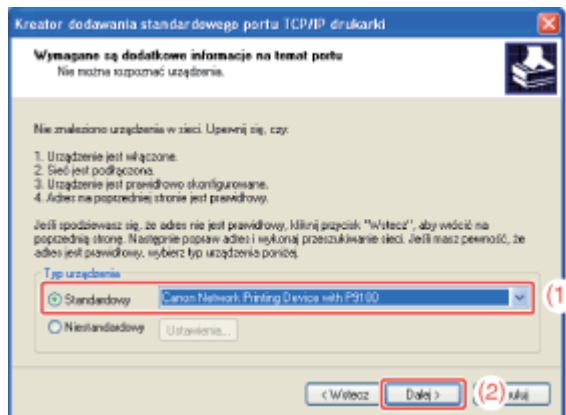 Kreator dodawania standardowego portu TCP/IP drukarki
Wymagane są dodatkowe informacje na temat portu
Nie można rozpoznać urządzenia.
Nie znaleziono urządzenia w sieci. Upewnij się, czy:
1. Urządzenie jest włączone.
2. Sieć jest podłączona.
3. Urządzenie jest prawidłowo skonfigurowane.
4. Adres na poprzedniej stronie jest prawidłowy.
Jeśli spodziewasz się, że adres nie jest prawidłowy, kliknij przycisk "Wstecz", aby wrócić na
poprzednią stronę. Następnie popraw adres i wykonaj przeszukiwanie sieci. Jeśli masz pewność, że
adres jest prawidłowy, wybierz typ urządzenia poniżej.
Typ urządzenia
Standardowy Canon Network Printing Device with P9100 (1
Niestandardowy Ustawienia...
< Wstecz Dalej > (2)